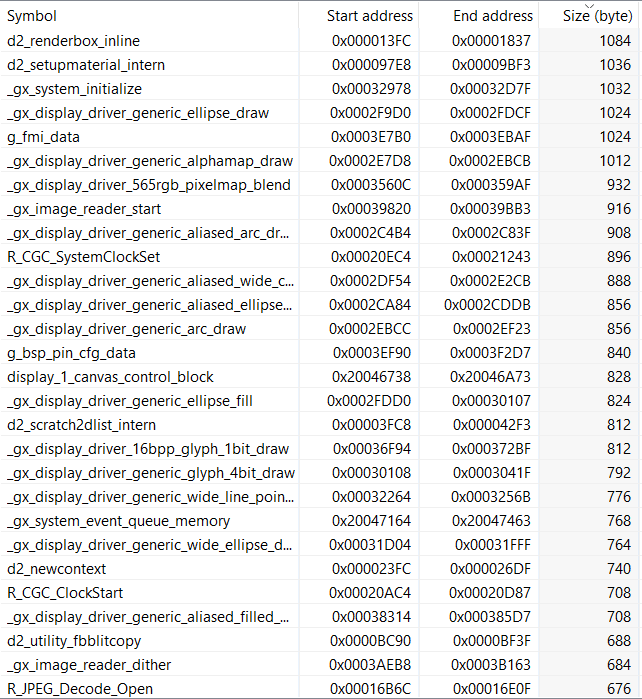 Symbol Start address End address Size (byte)
d2_renderbox_inline 0x000013FC 0x00001837 1084
d2_setupmaterial_intern 0x000097E8 0x00009BF3 1036
_gx_system_initialize 0x00032978 0x00032D7F 1032
_gx_display_driver_generic_ellipse_draw 0x0002F9D0 0x0002FDCF 1024
g_fmi_data 0x0003E7B0 0x0003EBAF 1024
_gx_display_driver_generic_alphamap_draw 0x0002E7D8 0x0002EBCB 1012
_gx_display_driver_565rgb_pixelmap_blend 0x0003560C 0x000359AF 932
_gx_image_reader_start 0x00039820 0x00039BB3 916
_gx_display_driver_generic_aliased_arc_dr... 0x0002C4B4 0x0002C83F 908
R_CGC_SystemClockSet 0x00020EC4 0x00021243 896
_gx_display_driver_generic_aliased_wide_c... 0x0002DF54 0x0002E2CB 888
_gx_display_driver_generic_aliased_ellipse... 0x0002CA84 0x0002CDDB 856
_gx_display_driver_generic_arc_draw 0x0002EBCC 0x0002EF23 856
g_bsp_pin_cfg_data 0x0003EF90 0x0003F2D7 840
display_1_canvas_control_block 0x20046738 0x20046A73 828
_gx_display_driver_generic_ellipse_fill 0x0002FDD0 0x00030107 824
d2_scratch2dlist_intern 0x00003FC8 0x000042F3 812
_gx_display_driver_16bpp_glyph_1bit_draw 0x00036F94 0x000372BF 812
_gx_display_driver_generic_glyph_4bit_draw 0x00030108 0x0003041F 792
_gx_display_driver_generic_wide_line_poin... 0x00032264 0x0003256B 776
_gx_system_event_queue_memory 0x20047164 0x20047463 768
_gx_display_driver_generic_wide_ellipse_d... 0x00031D04 0x00031FFF 764
d2_newcontext 0x000023FC 0x000026DF 740
R_CGC_ClockStart 0x00020AC4 0x00020D87 708
_gx_display_driver_generic_aliased_filled_... 0x00038314 0x000385D7 708
d2_utility_fbblitcopy 0x0000BC90 0x0000BF3F 688
_gx_image_reader_dither 0x0003AEB8 0x0003B163 684
R_JPEG_Decode_Open 0x00016B6C 0x00016E0F 676